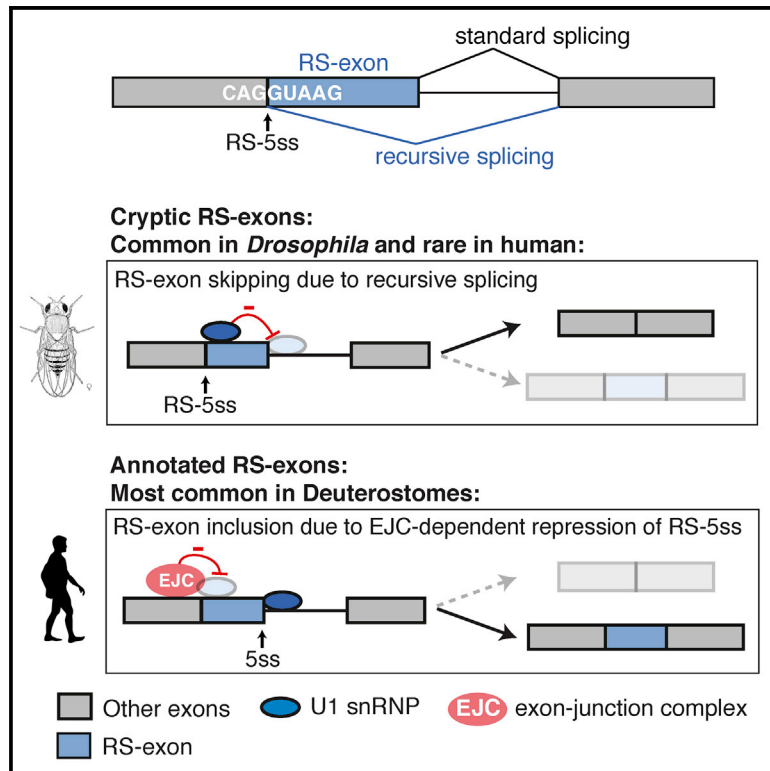 standard splicing
RS-exon
CAGGUAAG
RS-5ss
recursive splicing
Cryptic RS-exons:
Common in Drosophila and rare in human:
RS-exon skipping due to recursive splicing
-
RS-5ss
Annotated RS-exons:
Most common in Deuterostomes:
RS-exon inclusion due to EJC-dependent repression of RS-5ss
-
EJC
5ss
Other exons
U1 snRNP
EJC exon-junction complex
RS-exon